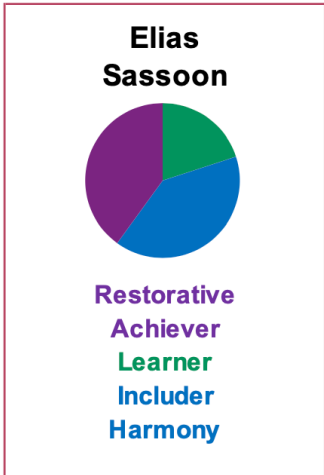 Elias
Sassoon
Restorative
Achiever
Learner
Includer
Harmony